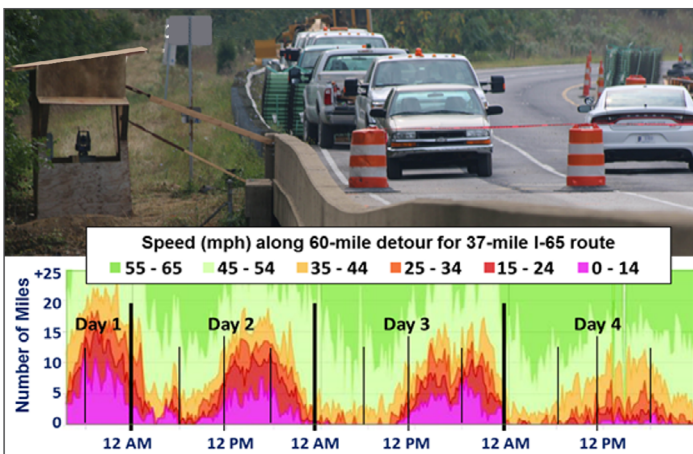 Speed (mph) along 60-mile detour for 37-mile I-65 route
55 - 65 45 - 54 35 - 44 25 - 34 15 - 24 0 - 14
Number of Miles
+25
20
15
10
5
0
Day 1 Day 2 Day 3 Day 4
12 AM 12 PM 12 AM 12 PM 12 AM 12 PM